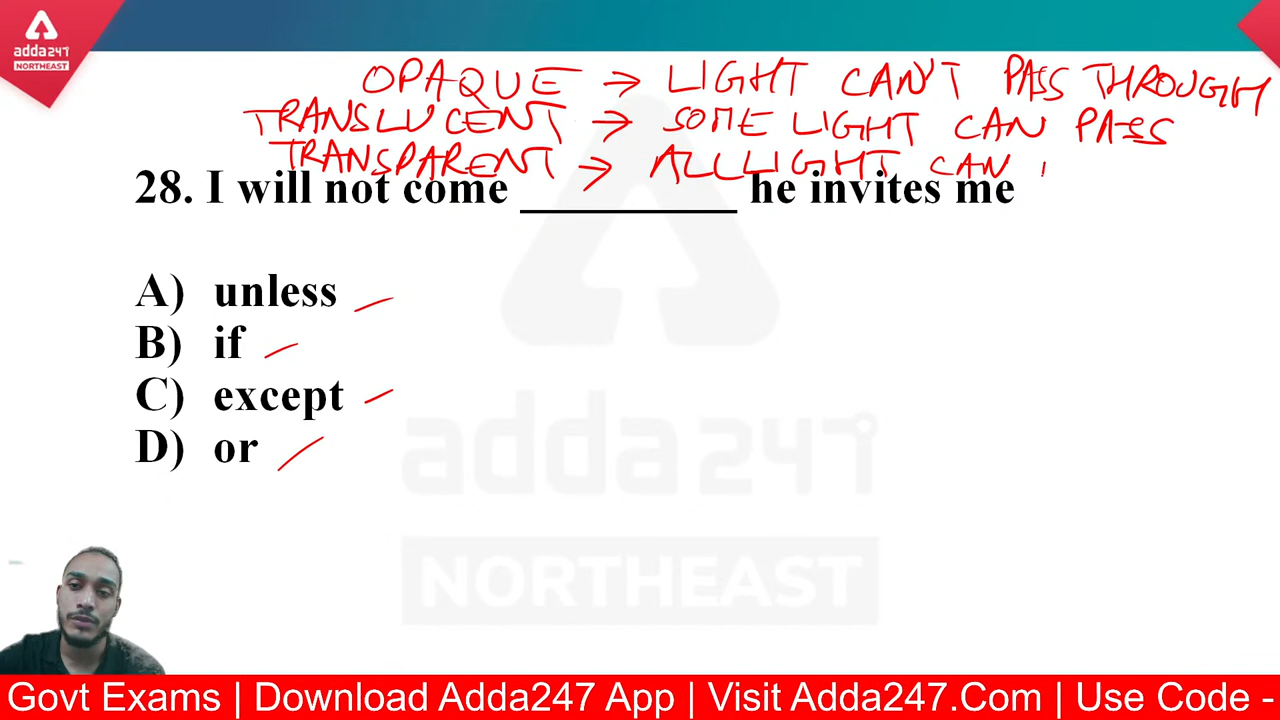 adda247
NORTHEAST
OPAQUE → LIGHT CAN'T PASS THROUGH
TRANSLUCENT → SOME LIGHT CAN PASS
TRANSPARENT → ALL LIGHT CAN
28. I will not come __________ he invites me
A) unless
B) if
C) except
D) or
adda247
NORTHEAST
Govt Exams | Download Adda247 App | Visit Adda247.Com | Use Code -